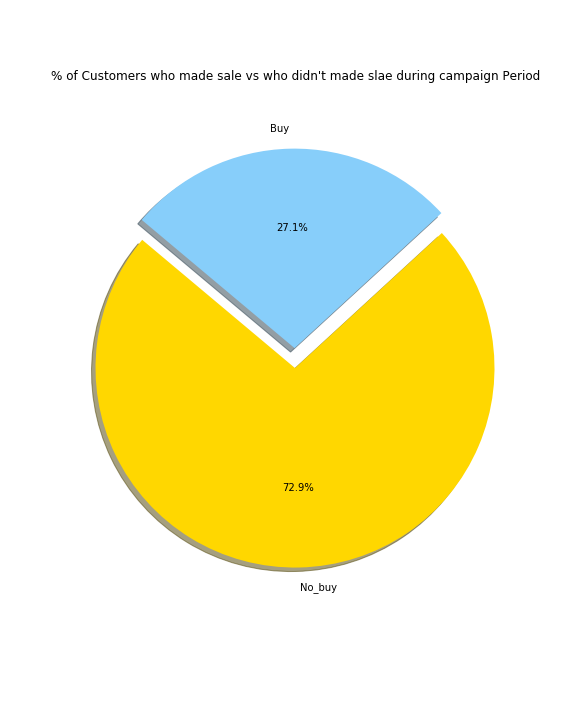 % of Customers who made sale vs who didn't made slae during campaign Period
Buy
27.1%
72.9%
No_buy